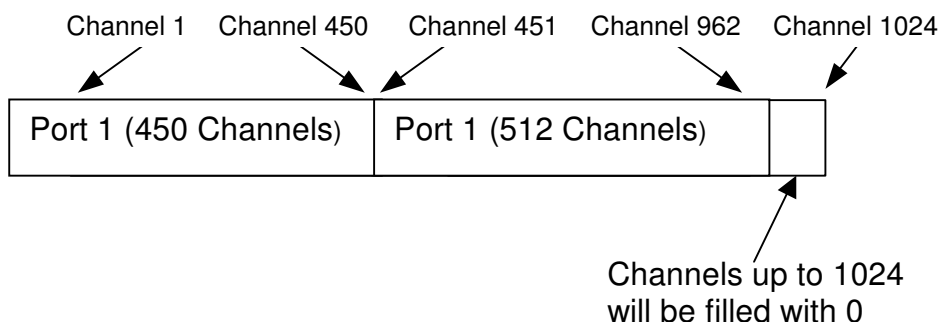 Channel 1 Channel 450 Channel 451 Channel 962 Channel 1024
Port 1 (450 Channels) Port 1 (512 Channels)
Channels up to 1024
will be filled with 0